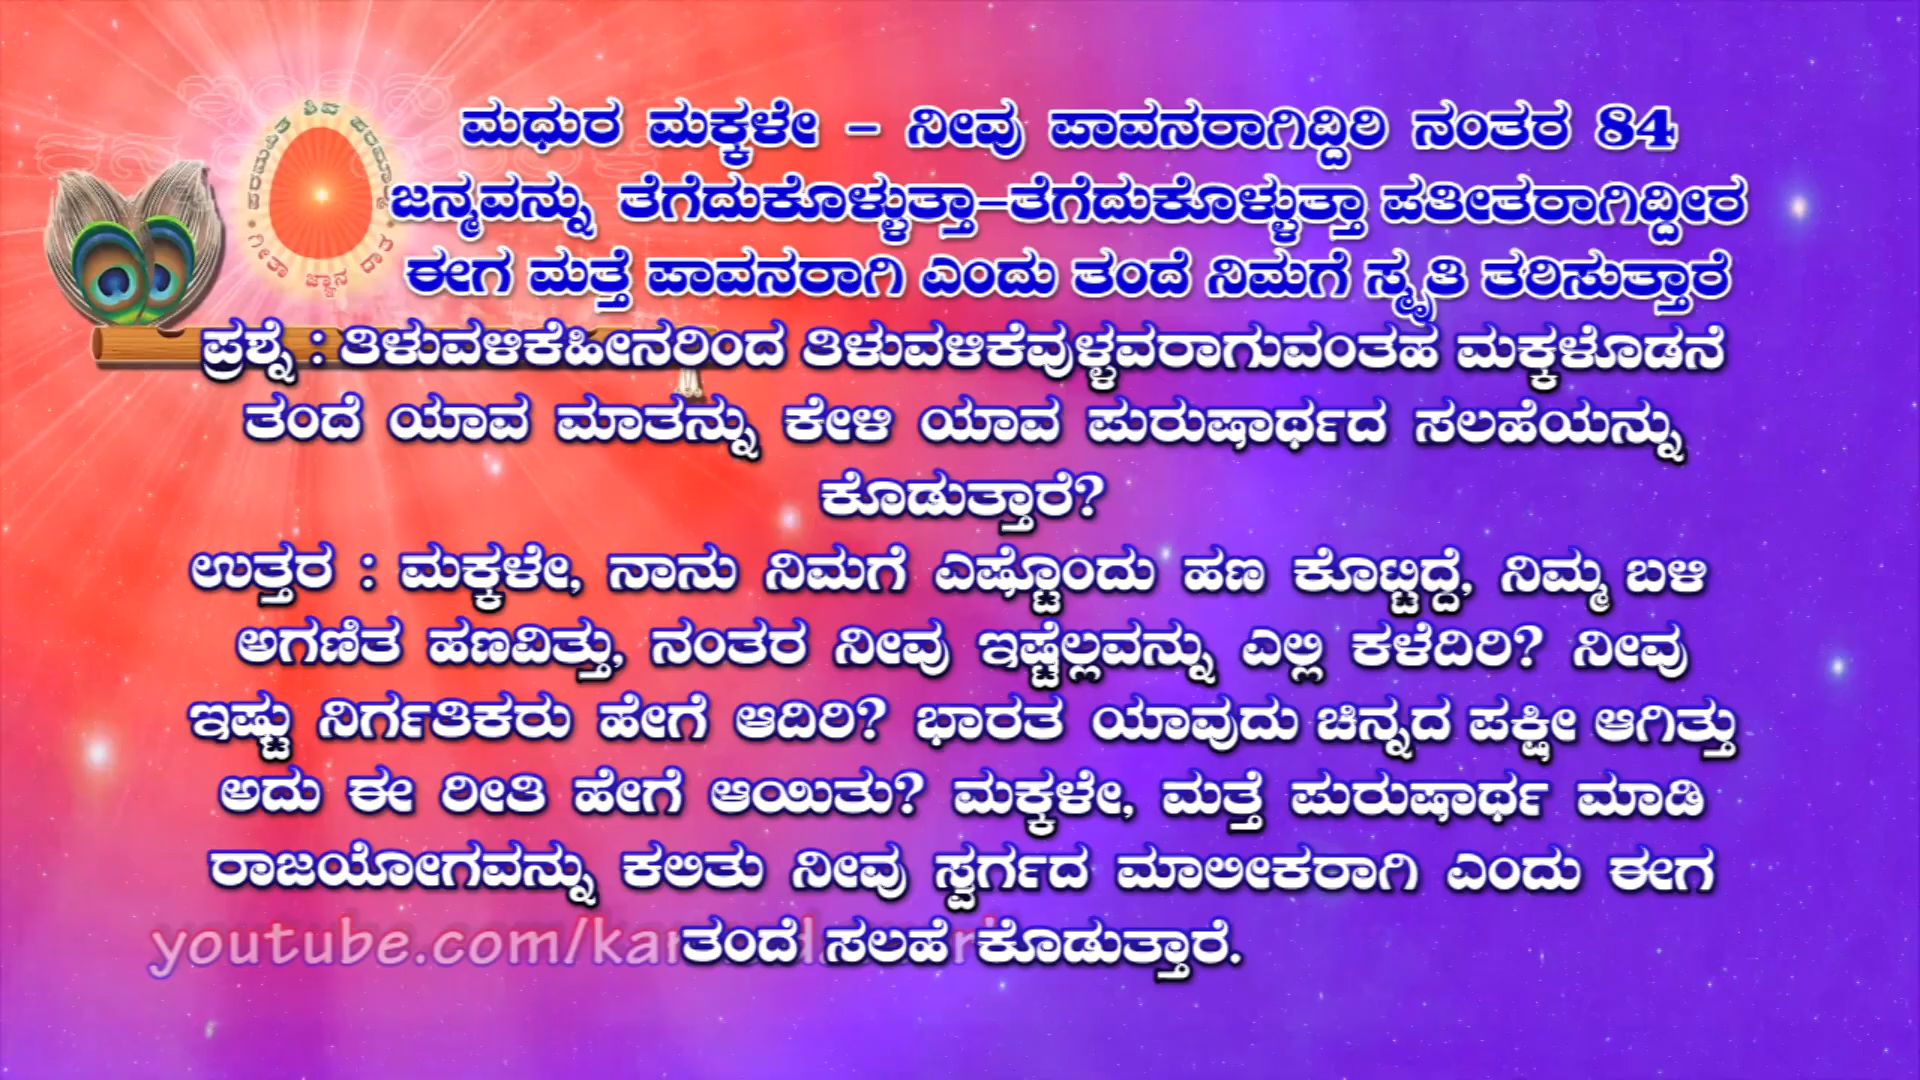 ಶಿವ ಪರಮಾತ್ಮ
ಗೀತಾ ಜ್ಞಾನ
ಮಧುರ ಮಕ್ಕಳೇ - ನೀವು ಪಾವನರಾಗಿದ್ದಿರಿ ನಂತರ 84
ಜನ್ಮವನ್ನು ತೆಗೆದುಕೊಳ್ಳುತ್ತಾ-ತೆಗೆದುಕೊಳ್ಳುತ್ತಾ ಪತೀತರಾಗಿದ್ದೀರ
ಈಗ ಮತ್ತೆ ಪಾವನರಾಗಿ ಎಂದು ತಂದೆ ನಿಮಗೆ ಸ್ಮೃತಿ ತರಿಸುತ್ತಾರೆ
ಪ್ರಶ್ನೆ : ತಿಳುವಳಿಕೆಹೀನರಿಂದ ತಿಳುವಳಿಕೆವುಳ್ಳವರಾಗುವಂತಹ ಮಕ್ಕಳೊಡನೆ
ತಂದೆ ಯಾವ ಮಾತನ್ನು ಕೇಳಿ ಯಾವ ಪುರುಷಾರ್ಥದ ಸಲಹೆಯನ್ನು
ಕೊಡುತ್ತಾರೆ?
ಉತ್ತರ : ಮಕ್ಕಳೇ, ನಾನು ನಿಮಗೆ ಎಷ್ಟೊಂದು ಹಣ ಕೊಟ್ಟಿದ್ದೆ, ನಿಮ್ಮ ಬಳಿ
ಅಗಣಿತ ಹಣವಿತ್ತು, ನಂತರ ನೀವು ಇಷ್ಟೆಲ್ಲವನ್ನು ಎಲ್ಲಿ ಕಳೆದಿರಿ? ನೀವು
ಇಷ್ಟು ನಿರ್ಗತಿಕರು ಹೇಗೆ ಆದಿರಿ? ಭಾರತ ಯಾವುದು ಚಿನ್ನದ ಪಕ್ಷೀ ಆಗಿತ್ತು
ಅದು ಈ ರೀತಿ ಹೇಗೆ ಆಯಿತು? ಮಕ್ಕಳೇ, ಮತ್ತೆ ಪುರುಷಾರ್ಥ ಮಾಡಿ
ರಾಜಯೋಗವನ್ನು ಕಲಿತು ನೀವು ಸ್ವರ್ಗದ ಮಾಲೀಕರಾಗಿ ಎಂದು ಈಗ
ತಂದೆ ಸಲಹೆ ಕೊಡುತ್ತಾರೆ.